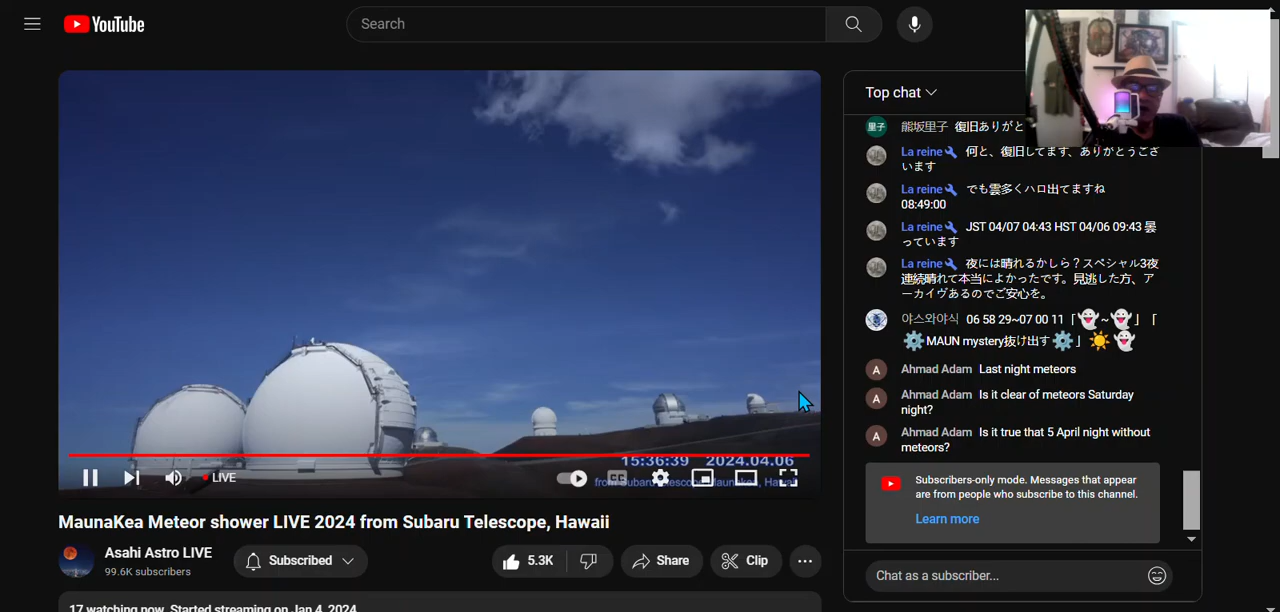 YouTube
Search
Top chat
里子 熊坂里子 復旧ありがと
La reine 何と、復旧してます、ありがとうござ
います
La reine でも雲多くハロ出てますね
08:49:00
La reine JST 04/07 04:43 HST 04/06 09:43 曇
っています
La reine 夜には晴れるかしら？スペシャル3夜
連続晴れて本当によかったです。見逃した方、ア
ーカイヴあるのでご安心を。
야스와야식 06 58 29~07 00 11「👻~👻」「
⚙️MAUN mystery抜け出す⚙️」☀️👻
A Ahmad Adam Last night meteors
A Ahmad Adam Is it clear of meteors Saturday
night?
A Ahmad Adam Is it true that 5 April night without
meteors?
Subscribers-only mode. Messages that appear
are from people who subscribe to this channel.
Learn more
Chat as a subscriber...
15:36:39 2024.04.06
from Subaru Telescope, Maunakea, Hawaii
LIVE
CC
MaunaKea Meteor shower LIVE 2024 from Subaru Telescope, Hawaii
Asahi Astro LIVE
99.6K subscribers
Subscribed
5.3K
Share
Clip
17 watching now Started streaming on Jan 4, 2024